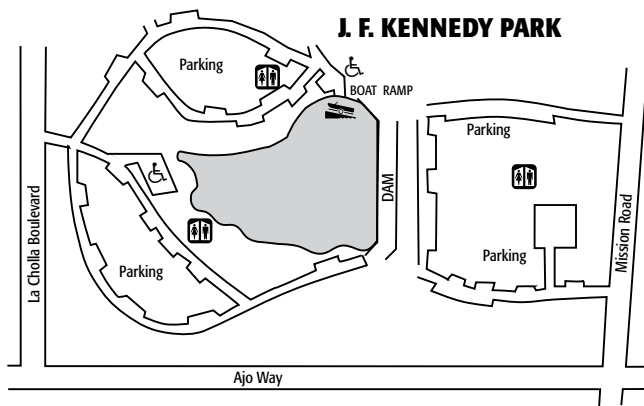 J. F. KENNEDY PARK
Parking
BOAT RAMP
Parking
DAM
La Cholla Boulevard
Mission Road
Parking
Parking
Ajo Way